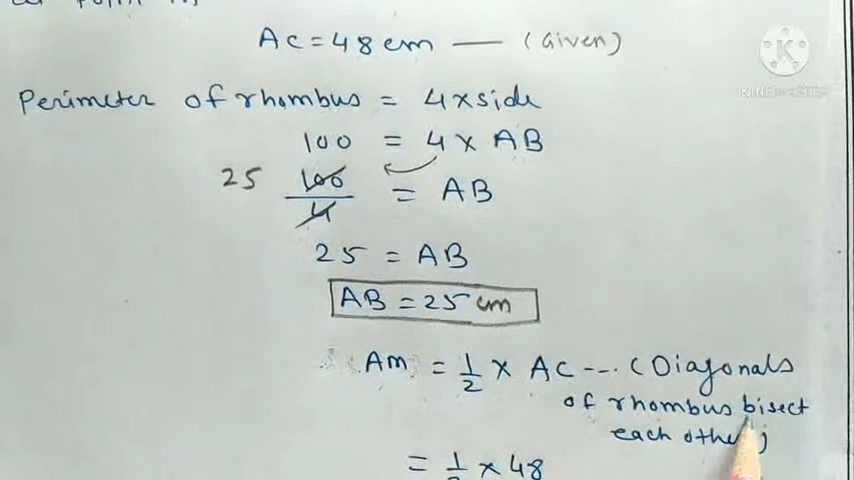 AC = 48 cm — (Given)
K
KINEMASTER
Perimeter of rhombus = 4 × side
100 = 4 × AB
25 100/4 = AB
25 = AB
AB = 25 cm
AM = 1/2 × AC --- (Diagonals
of rhombus bisect
each other)
= 1/2 × 48